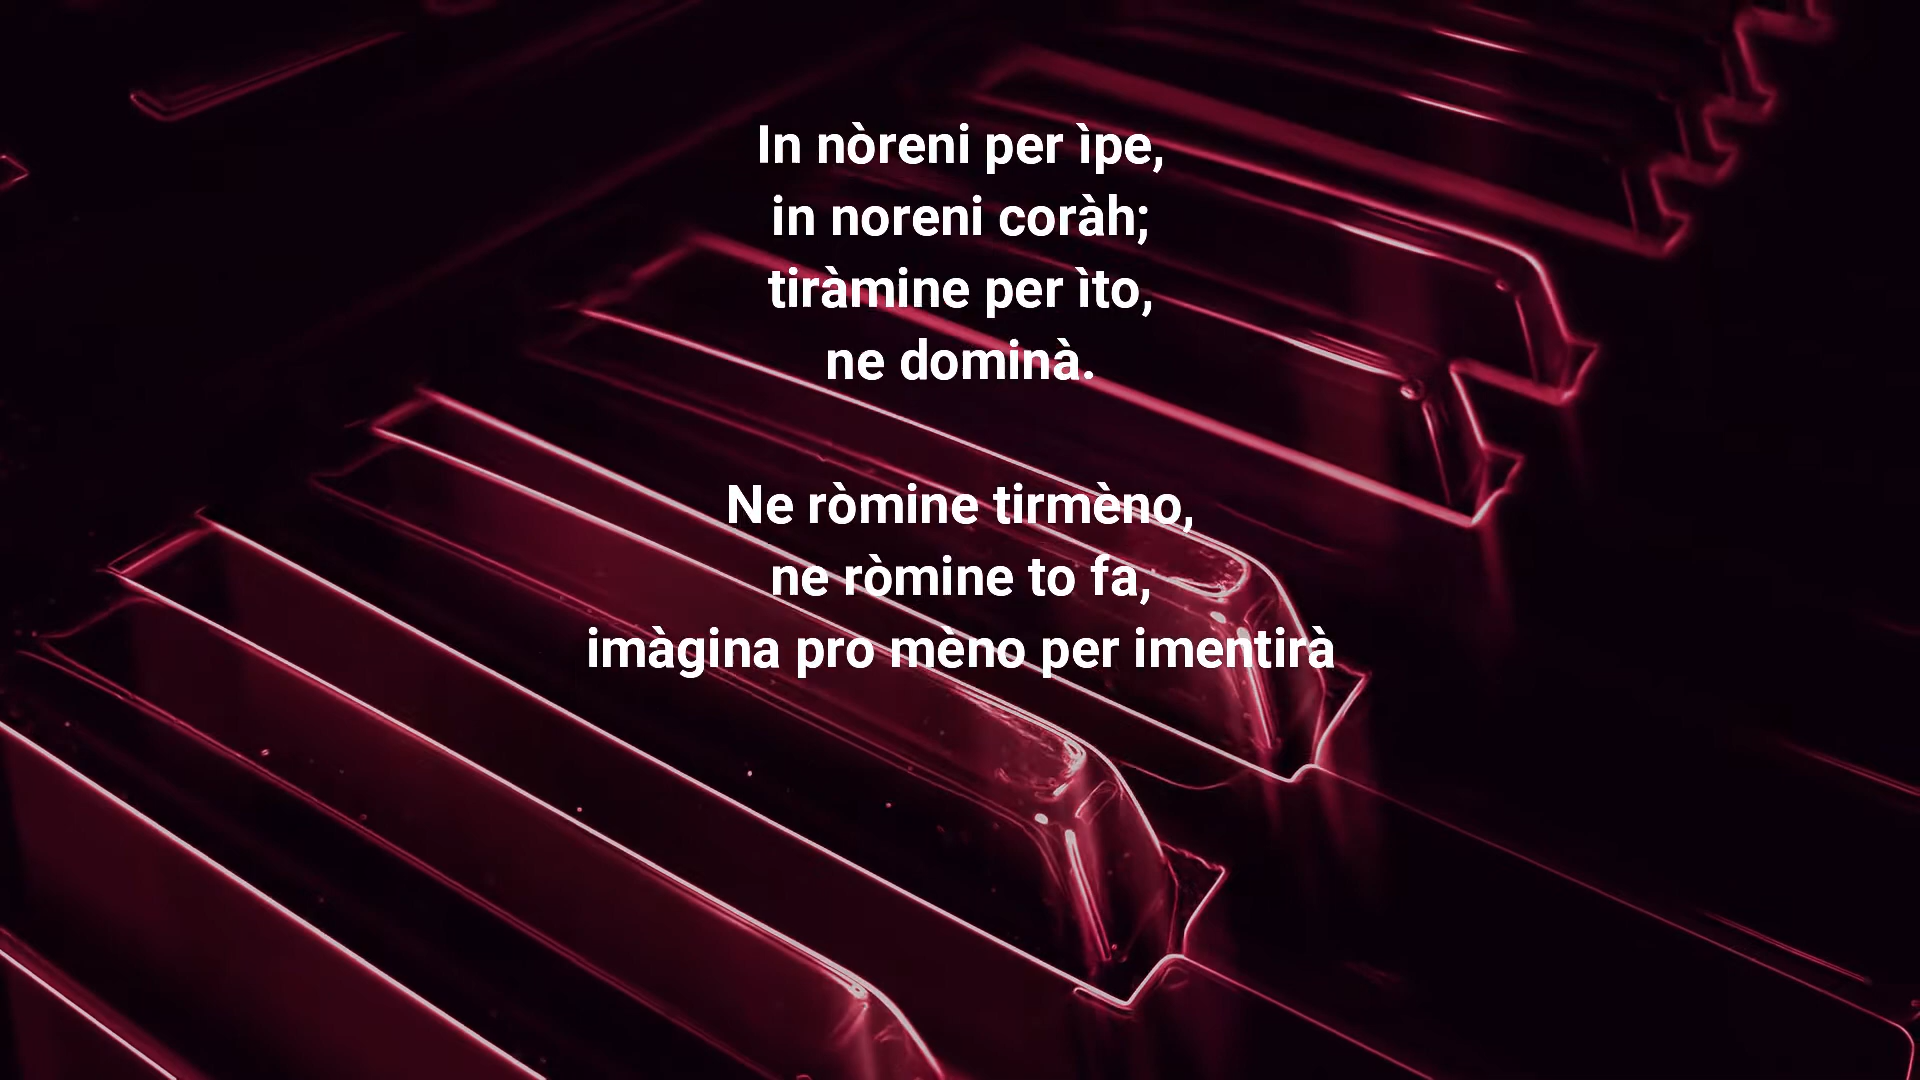 In nòreni per ìpe,
in noreni coràh;
tiràmine per ìto,
ne dominà.
Ne ròmine tirmèno,
ne ròmine to fa,
imàgina pro mèno per imentirà